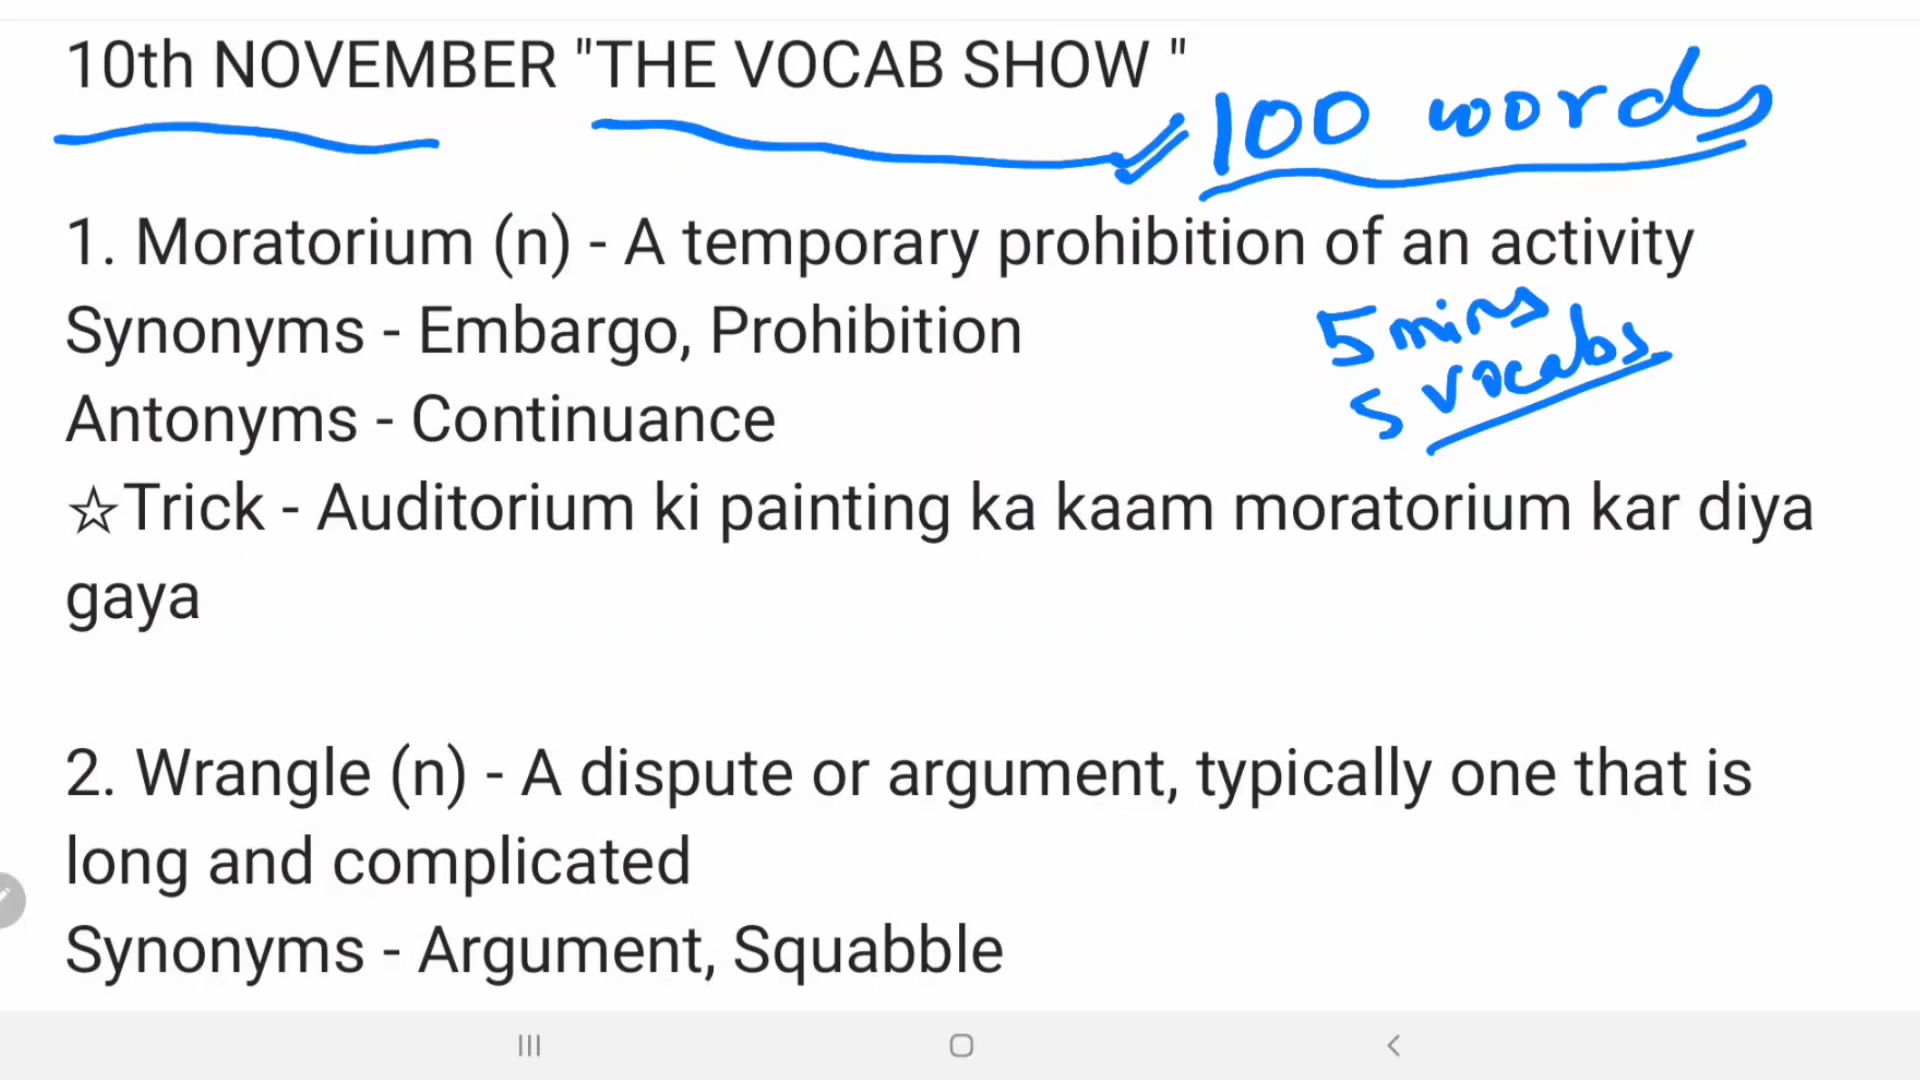 10th NOVEMBER "THE VOCAB SHOW "
100 words
1. Moratorium (n) - A temporary prohibition of an activity
Synonyms - Embargo, Prohibition
5 mins
5 vocabs
Antonyms - Continuance
☆Trick - Auditorium ki painting ka kaam moratorium kar diya
gaya
2. Wrangle (n) - A dispute or argument, typically one that is
long and complicated
Synonyms - Argument, Squabble